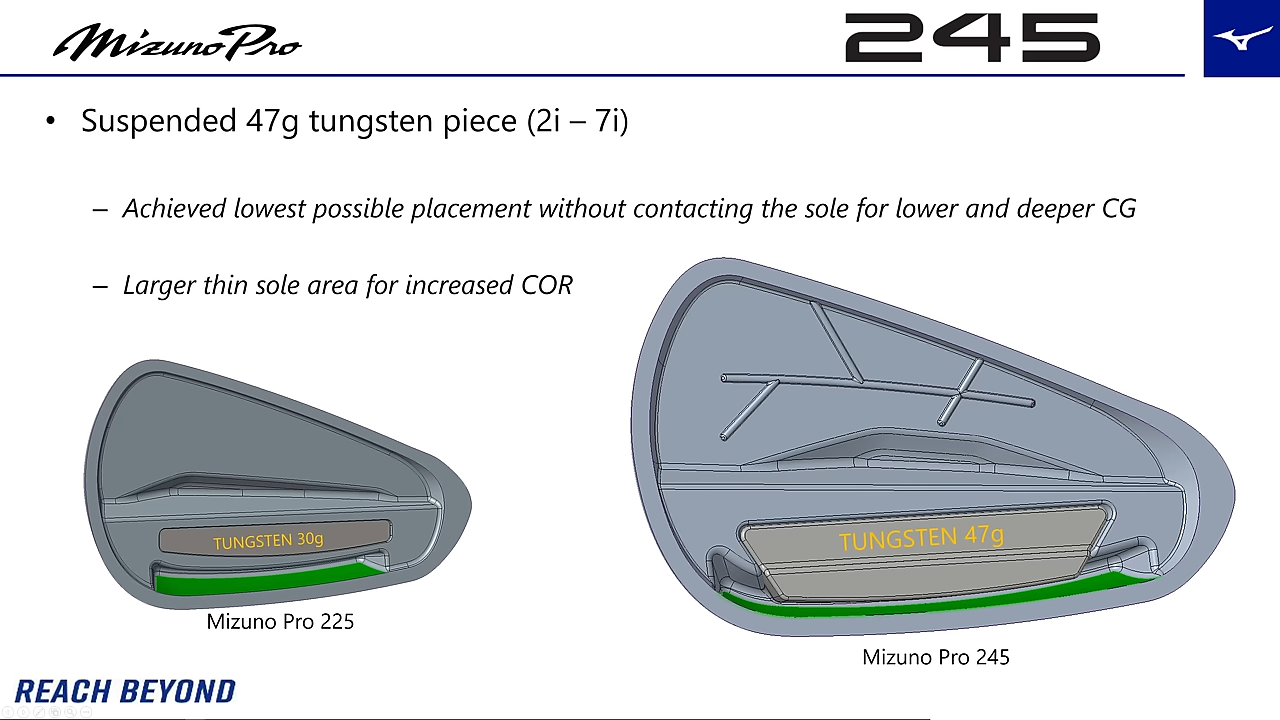 Mizuno Pro
245
• Suspended 47g tungsten piece (2i – 7i)
– Achieved lowest possible placement without contacting the sole for lower and deeper CG
– Larger thin sole area for increased COR
TUNGSTEN 30g
TUNGSTEN 47g
Mizuno Pro 225
Mizuno Pro 245
REACH BEYOND